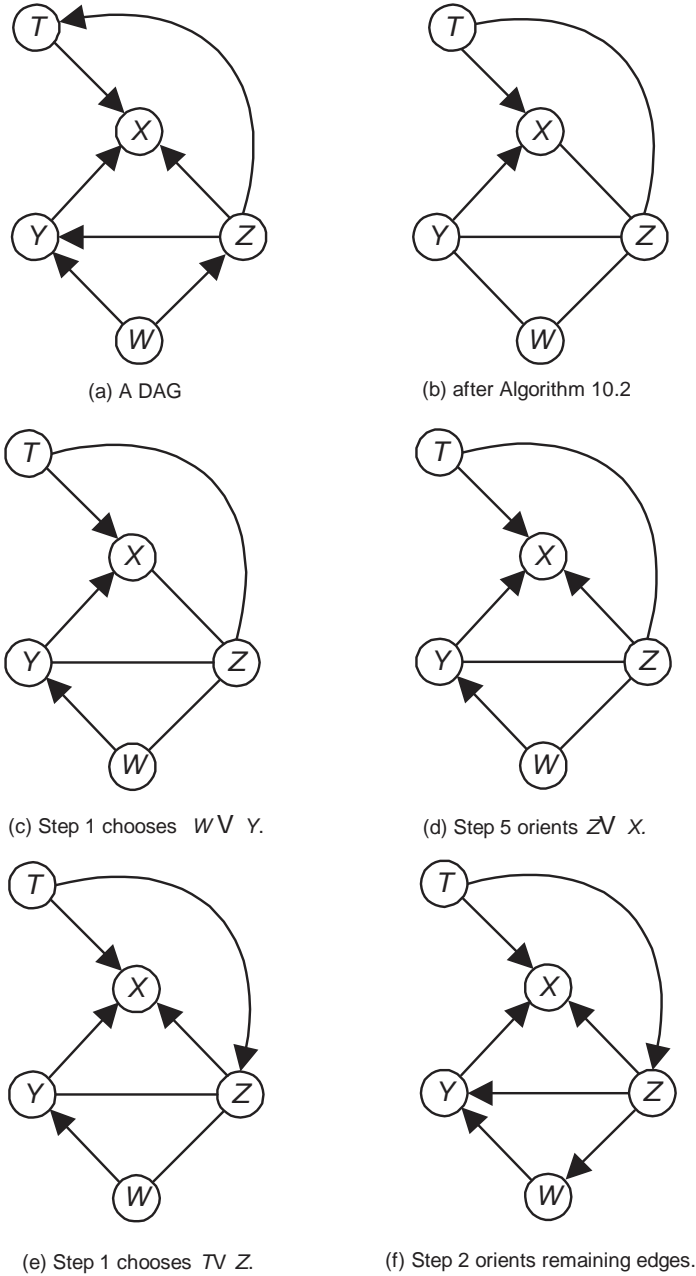 T
T
X
X
Y
Z
Y
Z
W
W
(a) A DAG
(b) after Algorithm 10.2
T
T
X
X
Y
Z
Y
Z
W
W
(c) Step 1 chooses W V Y.
(d) Step 5 orients ZV X.
T
T
X
X
Y
Z
Y
Z
W
W
(e) Step 1 chooses TV Z.
(f) Step 2 orients remaining edges.